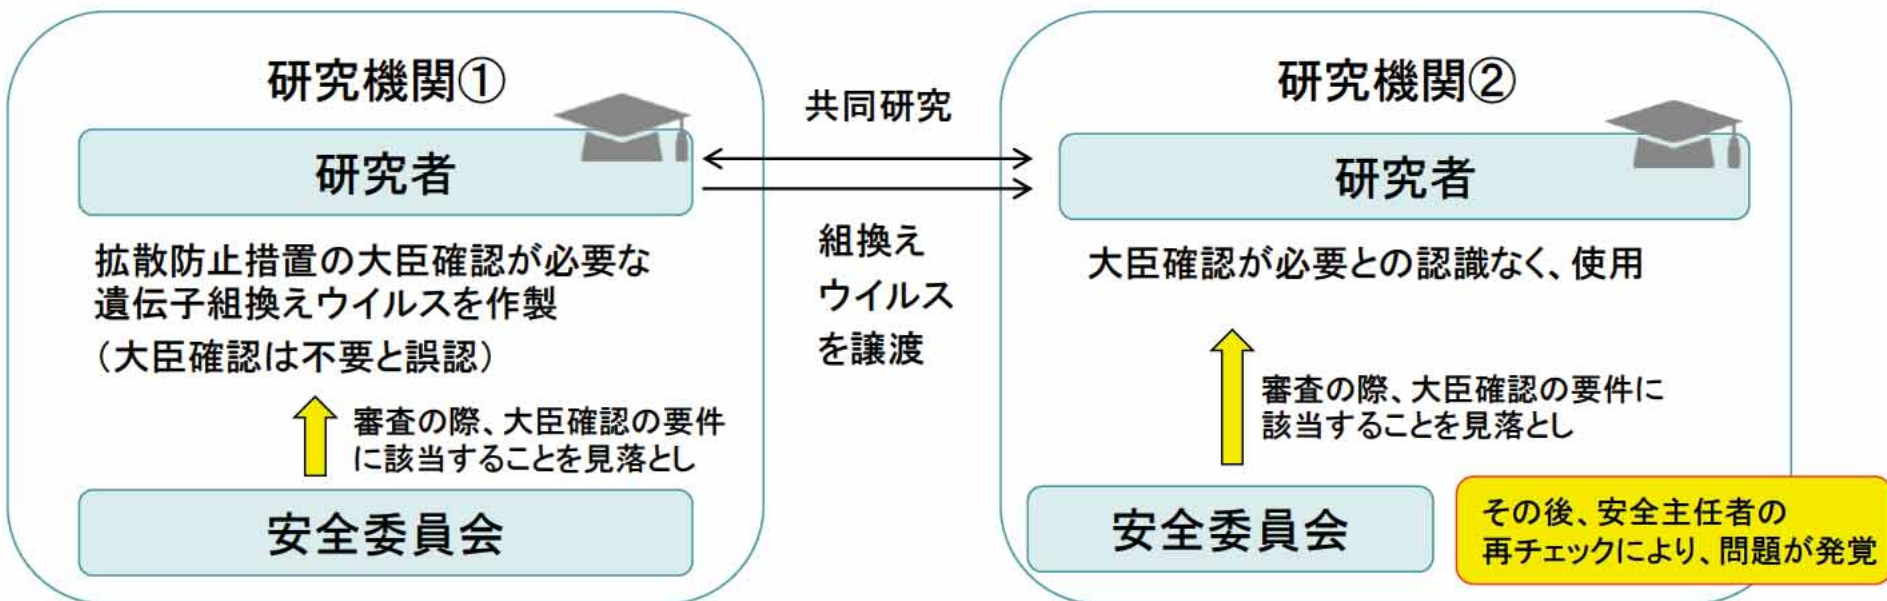 研究機関①
研究者
拡散防止措置の大臣確認が必要な
遺伝子組換えウイルスを作製
（大臣確認は不要と誤認）
審査の際、大臣確認の要件
に該当することを見落とし
安全委員会
共同研究
組換え
ウイルス
を譲渡
研究機関②
研究者
大臣確認が必要との認識なく、使用
審査の際、大臣確認の要件に
該当することを見落とし
安全委員会
その後、安全主任者の
再チェックにより、問題が発覚